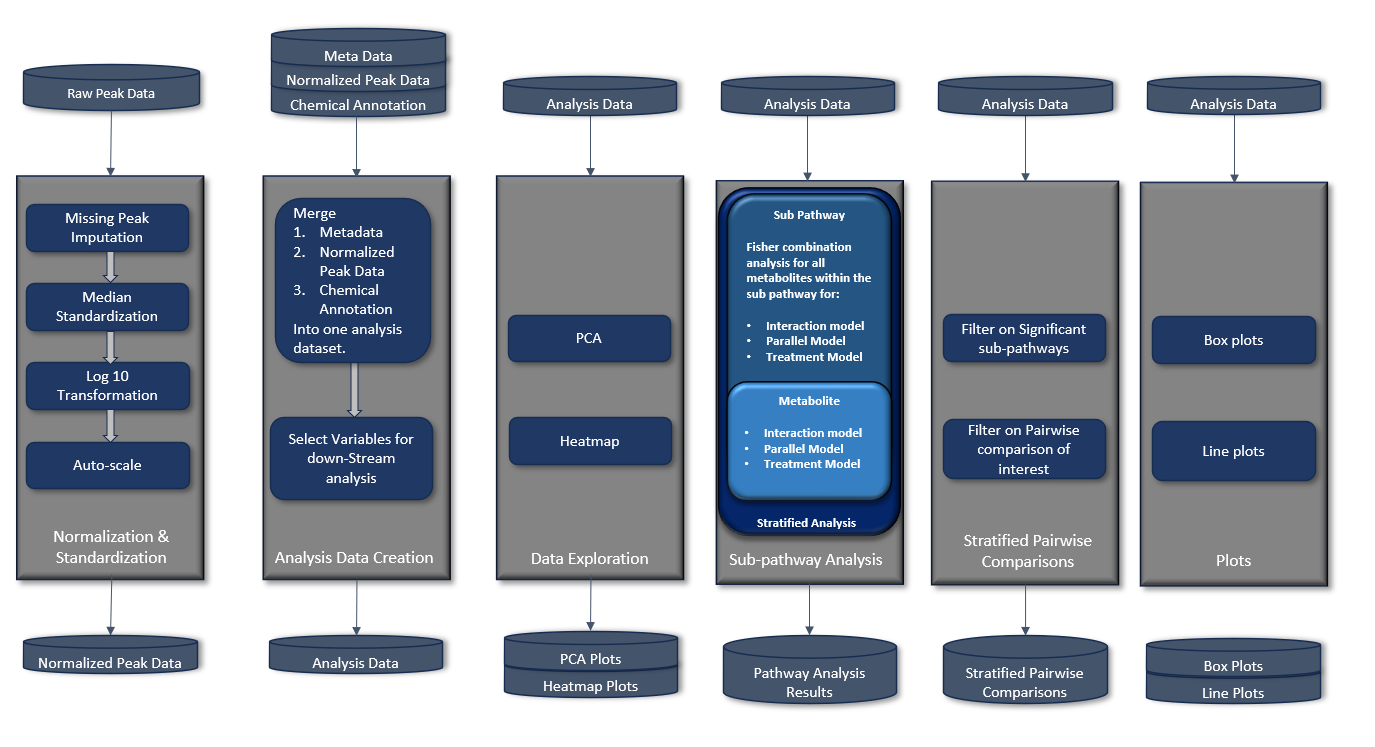 Raw Peak Data
Missing Peak
Imputation
Median
Standardization
Log 10
Transformation
Auto-scale
Normalization &
Standardization
Normalized Peak Data
Meta Data
Normalized Peak Data
Chemical Annotation
Merge
1. Metadata
2. Normalized
Peak Data
3. Chemical
Annotation
Into one analysis
dataset.
Select Variables for
down-Stream
analysis
Analysis Data Creation
Analysis Data
Analysis Data
PCA
Heatmap
Data Exploration
PCA Plots
Heatmap Plots
Analysis Data
Sub Pathway
Fisher combination
analysis for all
metabolites within the
sub pathway for:
• Interaction model
• Parallel Model
• Treatment Model
Metabolite
• Interaction model
• Parallel Model
• Treatment Model
Stratified Analysis
Sub-pathway Analysis
Pathway Analysis
Results
Analysis Data
Filter on Significant
sub-pathways
Filter on Pairwise
comparison of
interest
Stratified Pairwise
Comparisons
Stratified Pairwise
Comparisons
Analysis Data
Box plots
Line plots
Plots
Box Plots
Line Plots